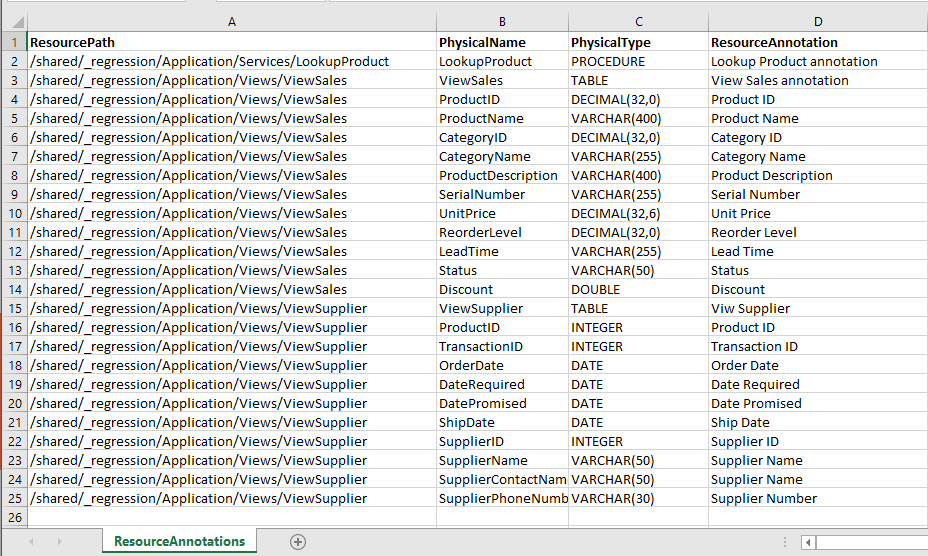 A B C D
1 ResourcePath PhysicalName PhysicalType ResourceAnnotation
2 /shared/_regression/Application/Services/LookupProduct LookupProduct PROCEDURE Lookup Product annotation
3 /shared/_regression/Application/Views/ViewSales ViewSales TABLE View Sales annotation
4 /shared/_regression/Application/Views/ViewSales ProductID DECIMAL(32,0) Product ID
5 /shared/_regression/Application/Views/ViewSales ProductName VARCHAR(400) Product Name
6 /shared/_regression/Application/Views/ViewSales CategoryID DECIMAL(32,0) Category ID
7 /shared/_regression/Application/Views/ViewSales CategoryName VARCHAR(255) Category Name
8 /shared/_regression/Application/Views/ViewSales ProductDescription VARCHAR(400) Product Description
9 /shared/_regression/Application/Views/ViewSales SerialNumber VARCHAR(255) Serial Number
10 /shared/_regression/Application/Views/ViewSales UnitPrice DECIMAL(32,6) Unit Price
11 /shared/_regression/Application/Views/ViewSales ReorderLevel DECIMAL(32,0) Reorder Level
12 /shared/_regression/Application/Views/ViewSales LeadTime VARCHAR(255) Lead Time
13 /shared/_regression/Application/Views/ViewSales Status VARCHAR(50) Status
14 /shared/_regression/Application/Views/ViewSales Discount DOUBLE Discount
15 /shared/_regression/Application/Views/ViewSupplier ViewSupplier TABLE Viw Supplier
16 /shared/_regression/Application/Views/ViewSupplier ProductID INTEGER Product ID
17 /shared/_regression/Application/Views/ViewSupplier TransactionID INTEGER Transaction ID
18 /shared/_regression/Application/Views/ViewSupplier OrderDate DATE Order Date
19 /shared/_regression/Application/Views/ViewSupplier DateRequired DATE Date Required
20 /shared/_regression/Application/Views/ViewSupplier DatePromised DATE Date Promised
21 /shared/_regression/Application/Views/ViewSupplier ShipDate DATE Ship Date
22 /shared/_regression/Application/Views/ViewSupplier SupplierID INTEGER Supplier ID
23 /shared/_regression/Application/Views/ViewSupplier SupplierName VARCHAR(50) Supplier Name
24 /shared/_regression/Application/Views/ViewSupplier SupplierContactNam VARCHAR(50) Supplier Name
25 /shared/_regression/Application/Views/ViewSupplier SupplierPhoneNumb VARCHAR(30) Supplier Number
26
ResourceAnnotations